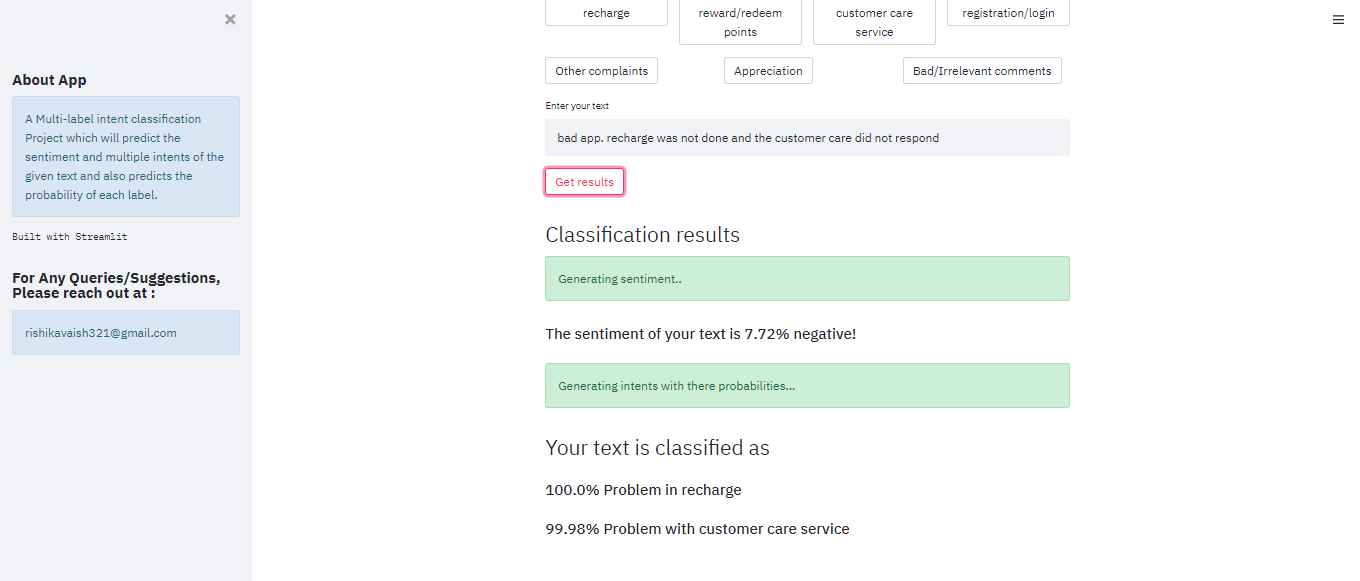 About App
A Multi-label intent classification
Project which will predict the
sentiment and multiple intents of the
given text and also predicts the
probability of each label.
Built with Streamlit
For Any Queries/Suggestions,
Please reach out at :
rishikavaish321@gmail.com
recharge
reward/redeem
points
customer care
service
registration/login
Other complaints
Appreciation
Bad/Irrelevant comments
Enter your text
bad app. recharge was not done and the customer care did not respond
Get results
Classification results
Generating sentiment..
The sentiment of your text is 7.72% negative!
Generating intents with there probabilities...
Your text is classified as
100.0% Problem in recharge
99.98% Problem with customer care service